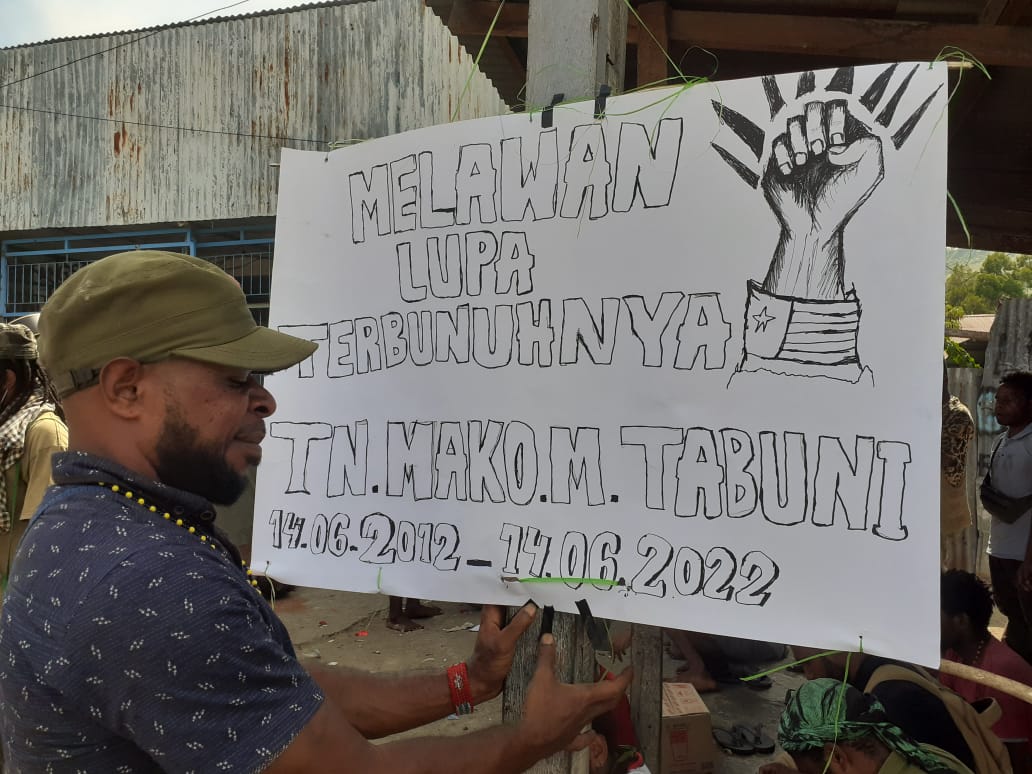 MELAWAN
LUPA
TERBUNUHNYA
TN.MAKO.M. TABUNI
14.06-2012-14.06.2022